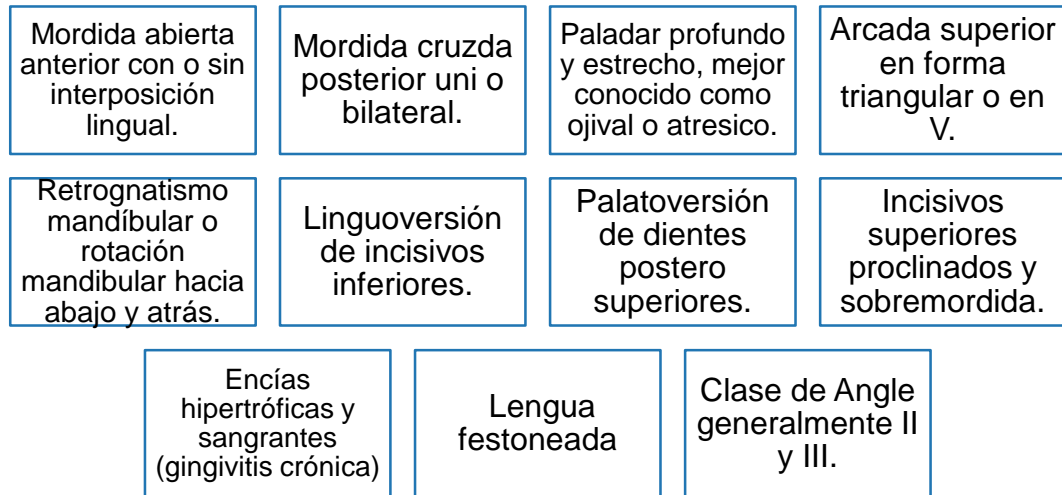 Mordida abierta
anterior con o sin
interposición
lingual.
Mordida cruzda
posterior uni o
bilateral.
Paladar profundo
y estrecho, mejor
conocido como
ojival o atresico.
Arcada superior
en forma
triangular o en
V.
Retrognatismo
mandíbular o
rotación
mandibular hacia
abajo y atrás.
Linguoversión
de incisivos
inferiores.
Palatoversión
de dientes
postero
superiores.
Incisivos
superiores
proclinados y
sobremordida.
Encías
hipertróficas y
sangrantes
(gingivitis crónica)
Lengua
festoneada
Clase de Angle
generalmente II
y III.